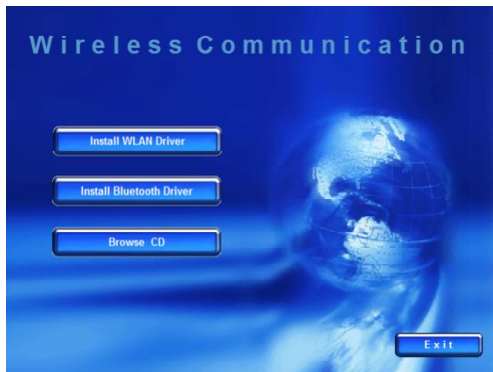 Wireless Communication
Install WLAN Driver
Install Bluetooth Driver
Browse CD
Exit